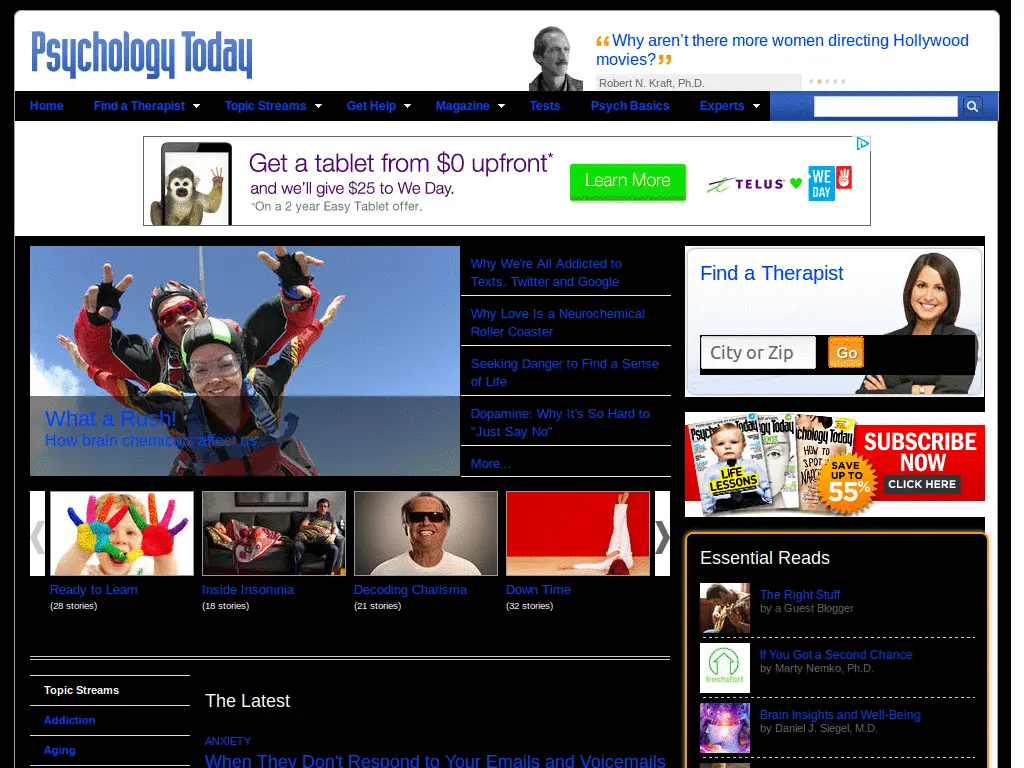 Psychology Today
“Why aren't there more women directing Hollywood
movies?”
Robert N. Kraft, Ph.D.
Home Find a Therapist Topic Streams Get Help Magazine Tests Psych Basics Experts
Get a tablet from $0 upfront*
and we'll give $25 to We Day.
*On a 2 year Easy Tablet offer.
Learn More
TELUS
WE
DAY
Why We're All Addicted to
Texts, Twitter and Google
Why Love Is a Neurochemical
Roller Coaster
Seeking Danger to Find a Sense
of Life
Dopamine: Why It's So Hard to
"Just Say No"
More...
What a Rush!
How brain chemicals affect us
Find a Therapist
City or Zip
Go
Psychology Today
LIFE
LESSONS
HOW TO
SPOT
SAVE
UP TO
55%
SUBSCRIBE
NOW
CLICK HERE
Ready to Learn
(28 stories)
Inside Insomnia
(18 stories)
Decoding Charisma
(21 stories)
Down Time
(32 stories)
Essential Reads
The Right Stuff
by a Guest Blogger
freshstart
If You Got a Second Chance
by Marty Nemko, Ph.D.
Brain Insights and Well-Being
by Daniel J. Siegel, M.D.
Topic Streams
Addiction
Aging
The Latest
ANXIETY
When They Don't Respond to Your Emails and Voicemails